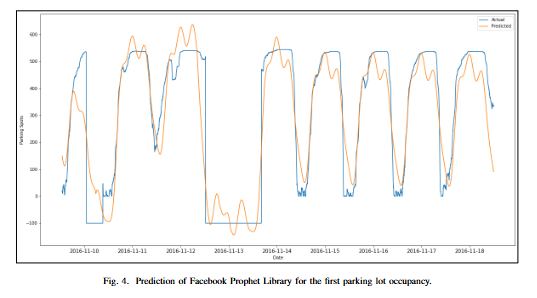 Actual
Predicted
600
500
400
300
200
100
0
−100
Parking Spots
2016-11-10 2016-11-11 2016-11-12 2016-11-13 2016-11-14 2016-11-15 2016-11-16 2016-11-17 2016-11-18
Date
Fig. 4. Prediction of Facebook Prophet Library for the first parking lot occupancy.